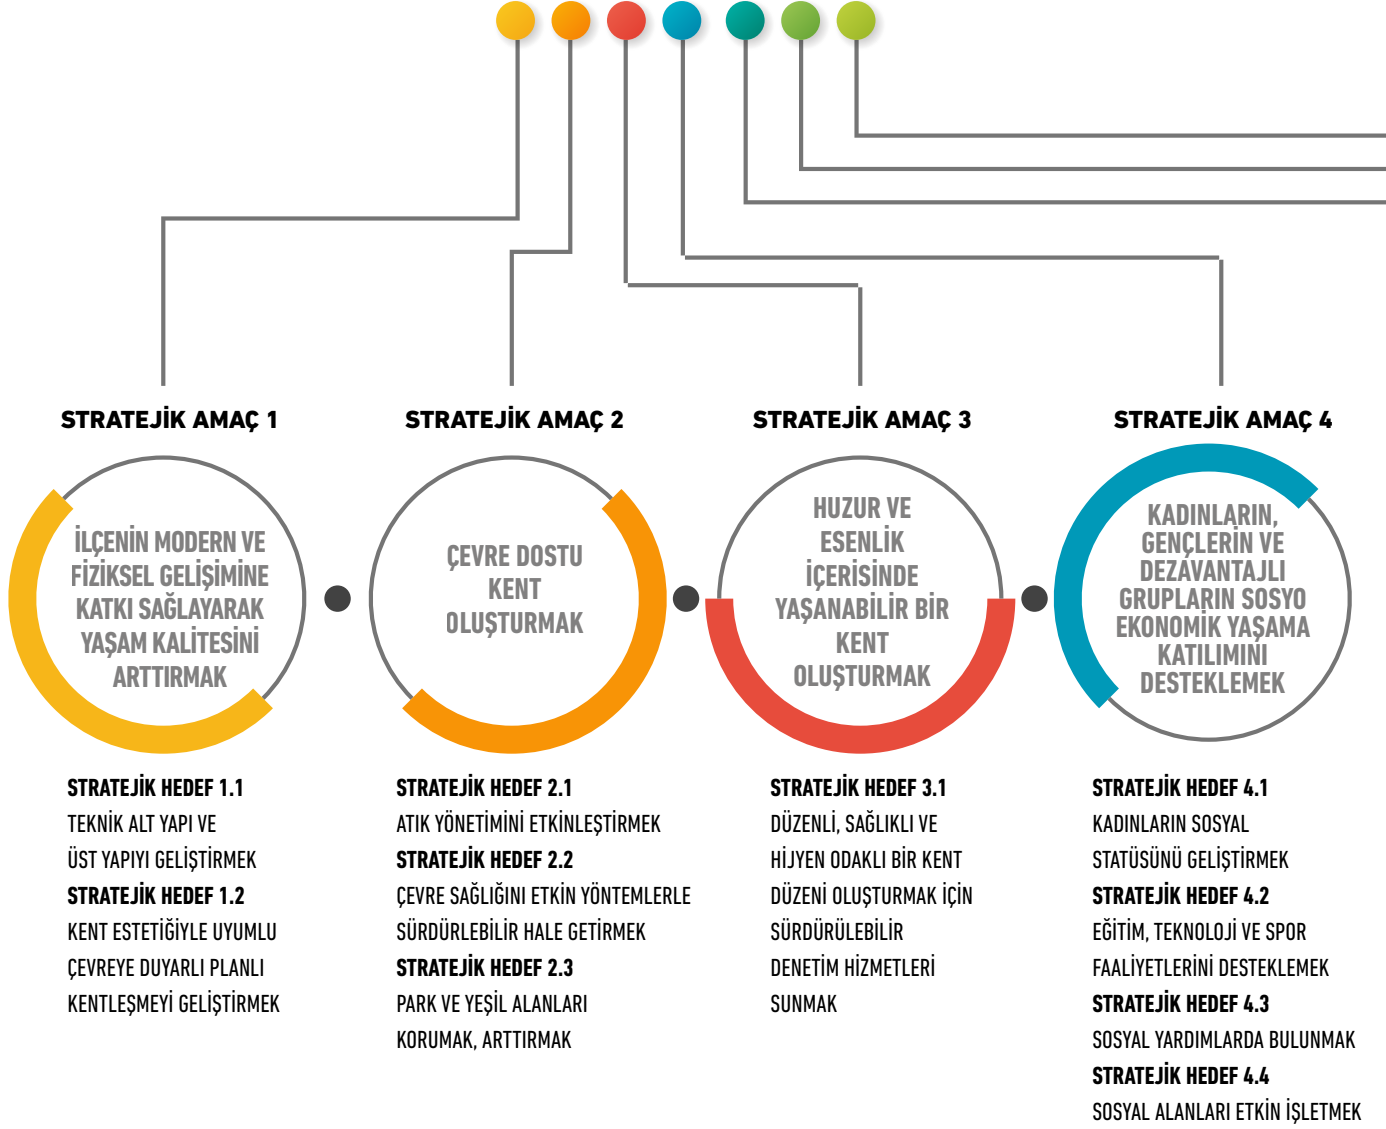 STRATEJİK AMAÇ 1
İLÇENİN MODERN VE
FİZİKSEL GELİŞİMİNE
KATKI SAĞLAYARAK
YAŞAM KALİTESİNİ
ARTTIRMAK
STRATEJİK HEDEF 1.1
TEKNİK ALT YAPI VE
ÜST YAPIYI GELİŞTİRMEK
STRATEJİK HEDEF 1.2
KENT ESTETİĞİYLE UYUMLU
ÇEVREYE DUYARLI PLANLI
KENTLEŞMEYİ GELİŞTİRMEK
STRATEJİK AMAÇ 2
ÇEVRE DOSTU
KENT
OLUŞTURMAK
STRATEJİK HEDEF 2.1
ATIK YÖNETİMİNİ ETKİNLEŞTİRMEK
STRATEJİK HEDEF 2.2
ÇEVRE SAĞLIĞINI ETKİN YÖNTEMLERLE
SÜRDÜRLEBİLİR HALE GETİRMEK
STRATEJİK HEDEF 2.3
PARK VE YEŞİL ALANLARI
KORUMAK, ARTTIRMAK
STRATEJİK AMAÇ 3
HUZUR VE
ESENLİK
İÇERİSİNDE
YAŞANABİLİR BİR
KENT
OLUŞTURMAK
STRATEJİK HEDEF 3.1
DÜZENLİ, SAĞLIKLI VE
HİJYEN ODAKLI BİR KENT
DÜZENİ OLUŞTURMAK İÇİN
SÜRDÜRÜLEBİLİR
DENETİM HİZMETLERİ
SUNMAK
STRATEJİK AMAÇ 4
KADINLARIN,
GENÇLERİN VE
DEZAVANTAJLI
GRUPLARIN SOSYO
EKONOMİK YAŞAMA
KATILIMINI
DESTEKLEMEK
STRATEJİK HEDEF 4.1
KADINLARIN SOSYAL
STATÜSÜNÜ GELİŞTİRMEK
STRATEJİK HEDEF 4.2
EĞİTİM, TEKNOLOJİ VE SPOR
FAALİYETLERİNİ DESTEKLEMEK
STRATEJİK HEDEF 4.3
SOSYAL YARDIMLARDA BULUNMAK
STRATEJİK HEDEF 4.4
SOSYAL ALANLARI ETKİN İŞLETMEK